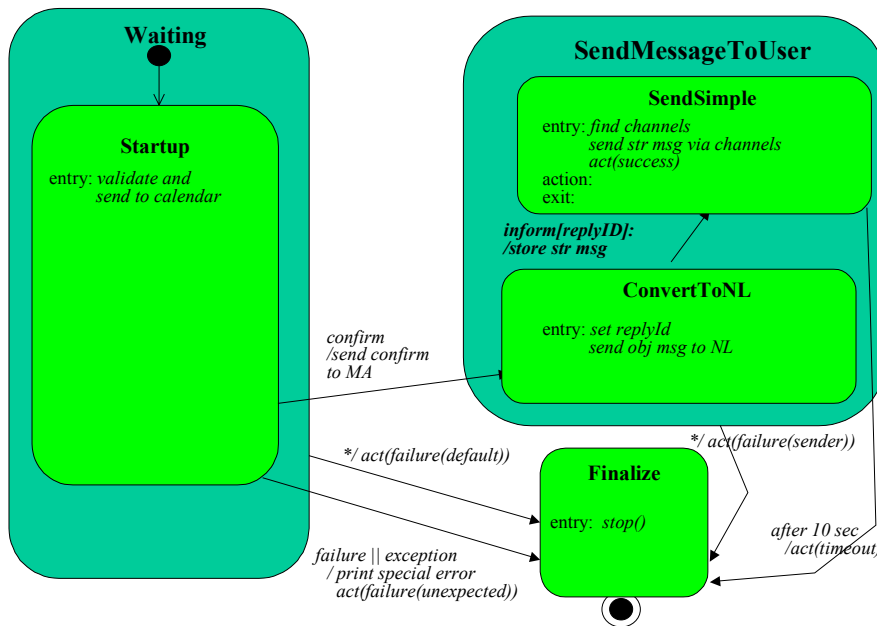 Waiting
Startup
entry: validate and
send to calendar
SendMessageToUser
SendSimple
entry: find channels
send str msg via channels
act(success)
action:
exit:
inform[replyID]:
/store str msg
ConvertToNL
entry: set replyId
send obj msg to NL
confirm
/send confirm
to MA
*/ act(failure(default))
*/ act(failure(sender))
Finalize
entry: stop()
failure || exception
/ print special error
act(failure(unexpected))
after 10 sec
/act(timeout)